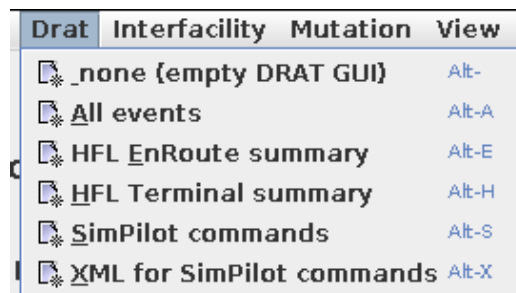 Drat Interfacility Mutation View
_none (empty DRAT GUI) Alt-
All events Alt-A
HFL EnRoute summary Alt-E
HFL Terminal summary Alt-H
SimPilot commands Alt-S
XML for SimPilot commands Alt-X